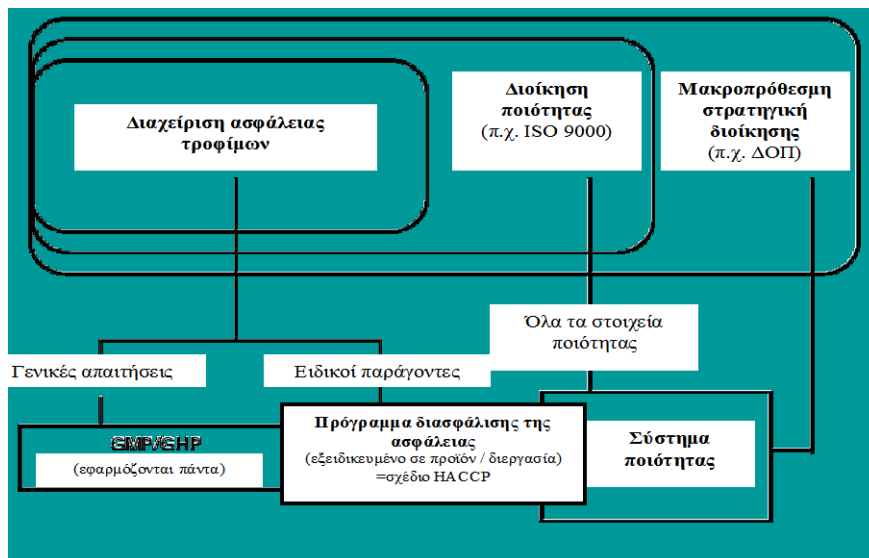 Διαχείριση ασφάλειας
τροφίμων
Διοίκηση
ποιότητας
(π.χ. ISO 9000)
Μακροπρόθεσμη
στρατηγική
διοίκησης
(π.χ. ΔΟΠ)
Όλα τα στοιχεία
ποιότητας
Γενικές απαιτήσεις
Ειδικοί παράγοντες
GMP/GHP
(εφαρμόζονται πάντα)
Πρόγραμμα διασφάλισης της
ασφάλειας
(εξειδικευμένο σε προϊόν / διεργασία)
=σχέδιο HACCP
Σύστημα
ποιότητας